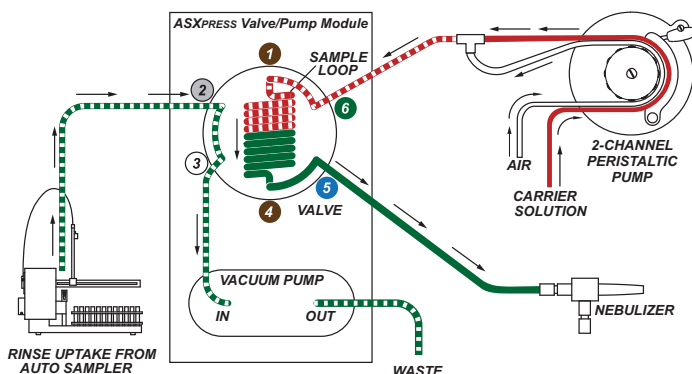 ASXPRESS Valve/Pump Module
1
SAMPLE
LOOP
2
6
3
2-CHANNEL
PERISTALTIC
PUMP
AIR
CARRIER
SOLUTION
5
4
VALVE
VACUUM PUMP
IN
OUT
NEBULIZER
RINSE UPTAKE FROM
AUTO SAMPLER
WASTE